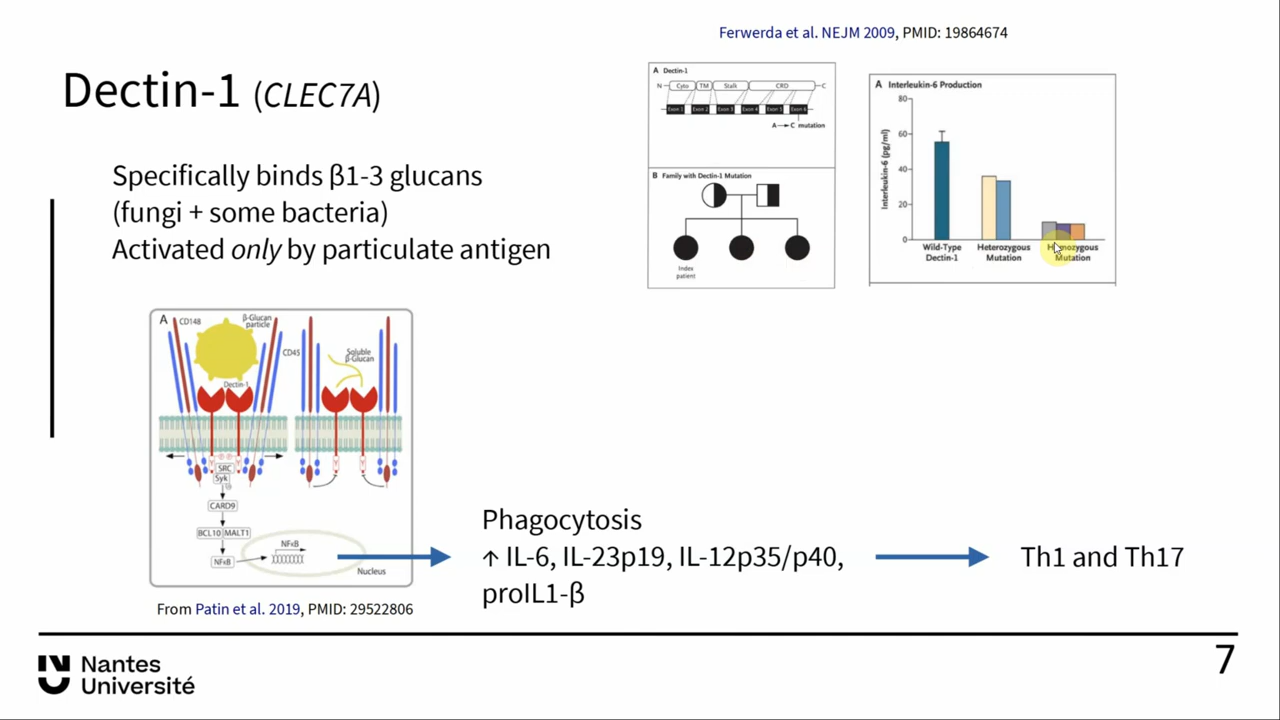 Ferwerda et al. NEJM 2009, PMID: 19864674
Dectin-1 (CLEC7A)
Specifically binds β1-3 glucans
(fungi + some bacteria)
Activated only by particulate antigen
A Dectin-1
N Cyto TM Stalk CRD C
Exon 1 Exon 2 Exon 3 Exon 4 Exon 5 Exon 6
A→C mutation
B Family with Dectin-1 Mutation
Index
patient
A Interleukin-6 Production
Interleukin-6 (pg/ml)
80
60
40
20
0
Wild-Type
Dectin-1
Heterozygous
Mutation
Homozygous
Mutation
A
CD148
β-Glucan
particle
CD45
Soluble
β-Glucan
Dectin-1
SRC
Syk
CARD9
BCL10 MALT1
NFκB
NFκB
Nucleus
From Patin et al. 2019, PMID: 29522806
Phagocytosis
↑ IL-6, IL-23p19, IL-12p35/p40,
proIL1-β
Th1 and Th17
Nantes
Université
7